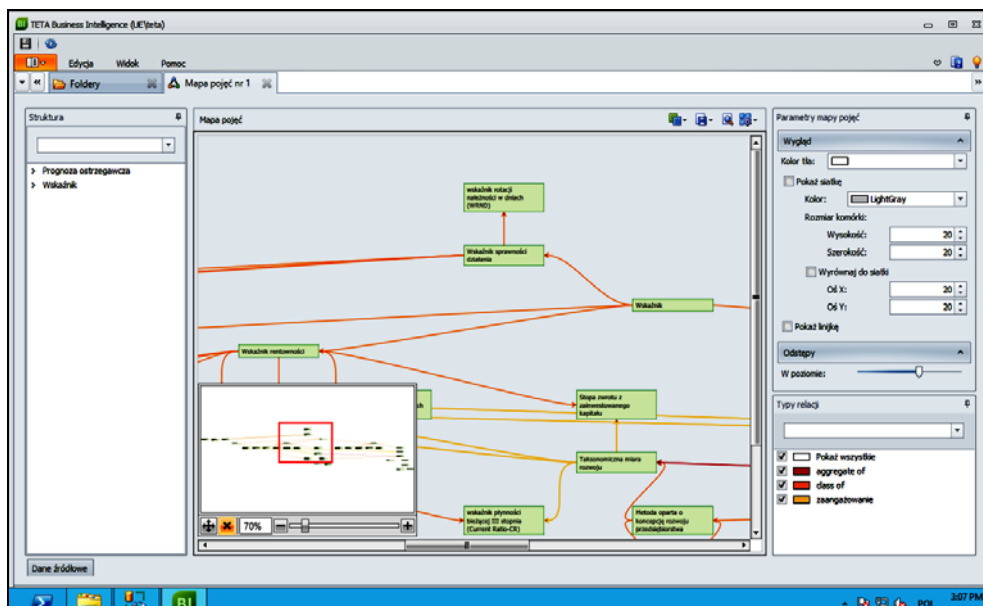 TETA Business Intelligence (UE\teta)
Edycja Widok Pomoc
Foldery
Mapa pojęć nr 1
Struktura
Prognoza ostrzegawcza
Wskaźnik
Mapa pojęć
wskaźnik rotacji
należności w dniach
(WRND)
Wskaźnik sprawności
działania
Wskaźnik
Wskaźnik rentowności
Stopa zwrotu z
zainwestowanego
kapitału
Taksonomiczna miara
rozwoju
wskaźnik płynności
bieżącej III stopnia
(Current Ratio-CR)
Metoda oparta o
koncepcję rozwoju
przedsiębiorstwa
70%
Parametry mapy pojęć
Wygląd
Kolor tła:
Pokaż siatkę
Kolor: LightGray
Rozmiar komórki:
Wysokość: 20
Szerokość: 20
Wyrównaj do siatki
Oś X: 20
Oś Y: 20
Pokaż linijkę
Odstępy
W poziomie:
Typy relacji
Pokaż wszystkie
aggregate of
class of
zaangażowanie
Dane źródłowe
BI
POL
3:07 PM